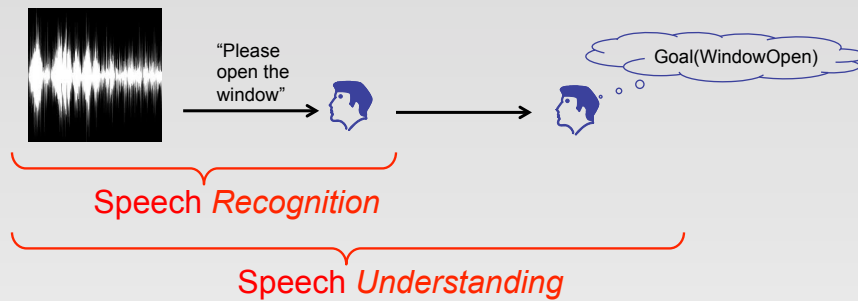 “Please
open the
window”
Goal(WindowOpen)
Speech Recognition
Speech Understanding